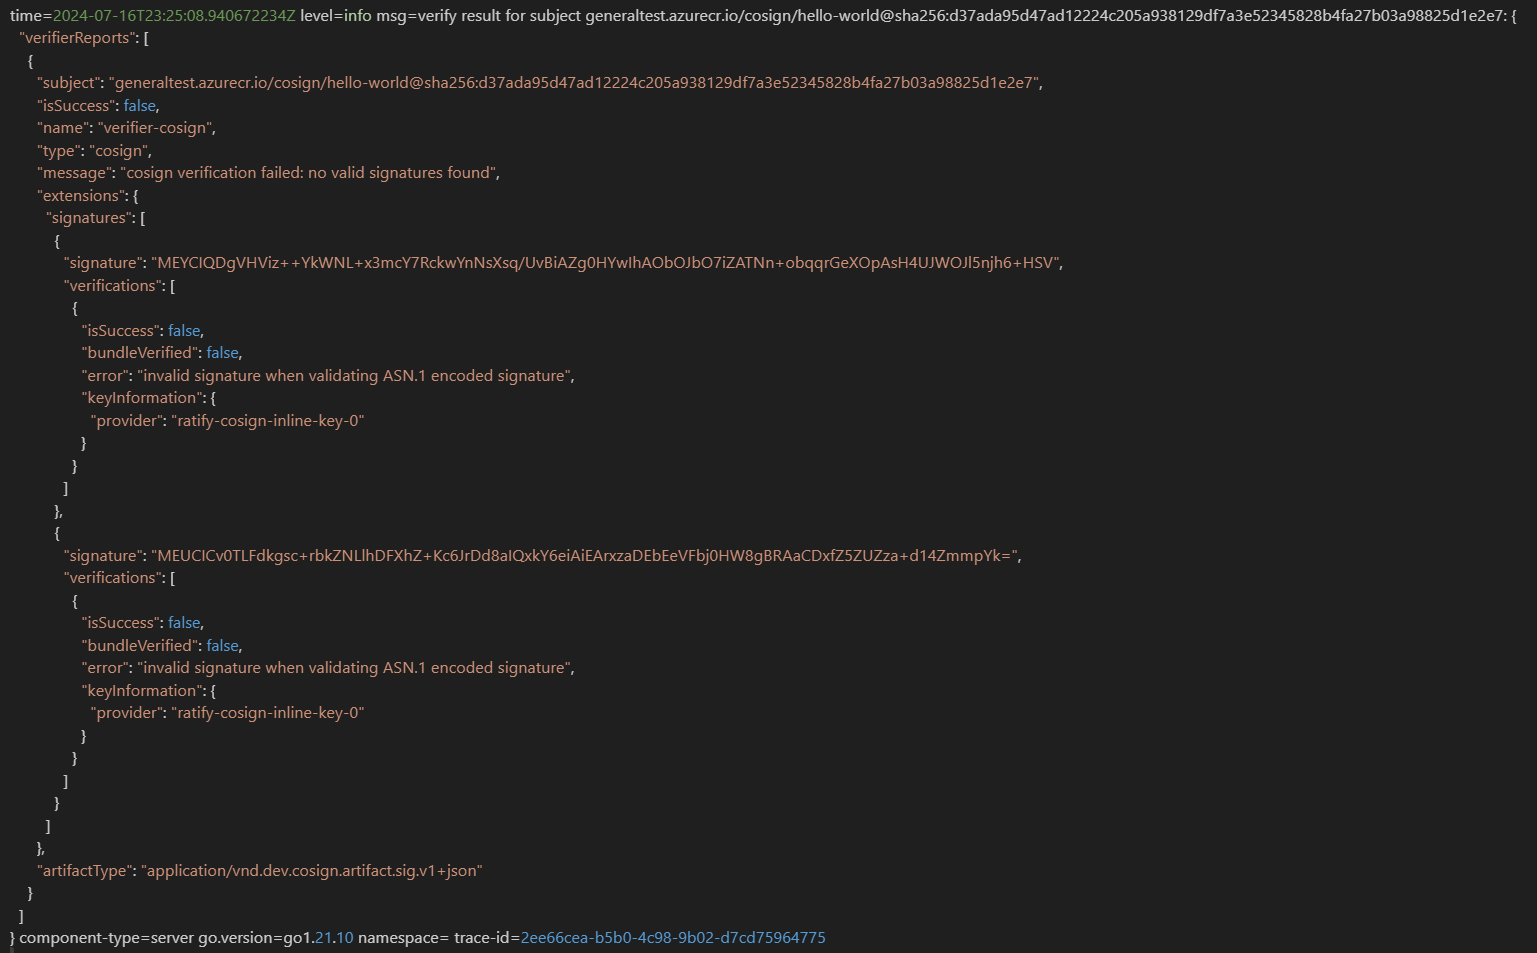 time=2024-07-16T23:25:08.940672234Z level=info msg=verify result for subject generaltest.azurecr.io/cosign/hello-world@sha256:d37ada95d47ad12224c205a938129df7a3e52345828b4fa27b03a98825d1e2e7: {
"verifierReports": [
{
"subject": "generaltest.azurecr.io/cosign/hello-world@sha256:d37ada95d47ad12224c205a938129df7a3e52345828b4fa27b03a98825d1e2e7",
"isSuccess": false,
"name": "verifier-cosign",
"type": "cosign",
"message": "cosign verification failed: no valid signatures found",
"extensions": {
"signatures": [
{
"signature": "MEYCIQDgVHViz++YkWNL+x3mcY7RckwYnNsXsq/UvBiAZg0HYwIhAObOJbO7iZATNn+obqqrGeXOpAsH4UJWOJl5njh6+HSV",
"verifications": [
{
"isSuccess": false,
"bundleVerified": false,
"error": "invalid signature when validating ASN.1 encoded signature",
"keyInformation": {
"provider": "ratify-cosign-inline-key-0"
}
}
]
},
{
"signature": "MEUCICv0TLFdkgsc+rbkZNLlhDFXhZ+Kc6JrDd8aIQxkY6eiAiEArxzaDEbEeVFbj0HW8gBRAaCDxfZ5ZUZza+d14ZmmpYk=",
"verifications": [
{
"isSuccess": false,
"bundleVerified": false,
"error": "invalid signature when validating ASN.1 encoded signature",
"keyInformation": {
"provider": "ratify-cosign-inline-key-0"
}
}
]
}
]
},
"artifactType": "application/vnd.dev.cosign.artifact.sig.v1+json"
}
]
} component-type=server go.version=go1.21.10 namespace= trace-id=2ee66cea-b5b0-4c98-9b02-d7cd75964775